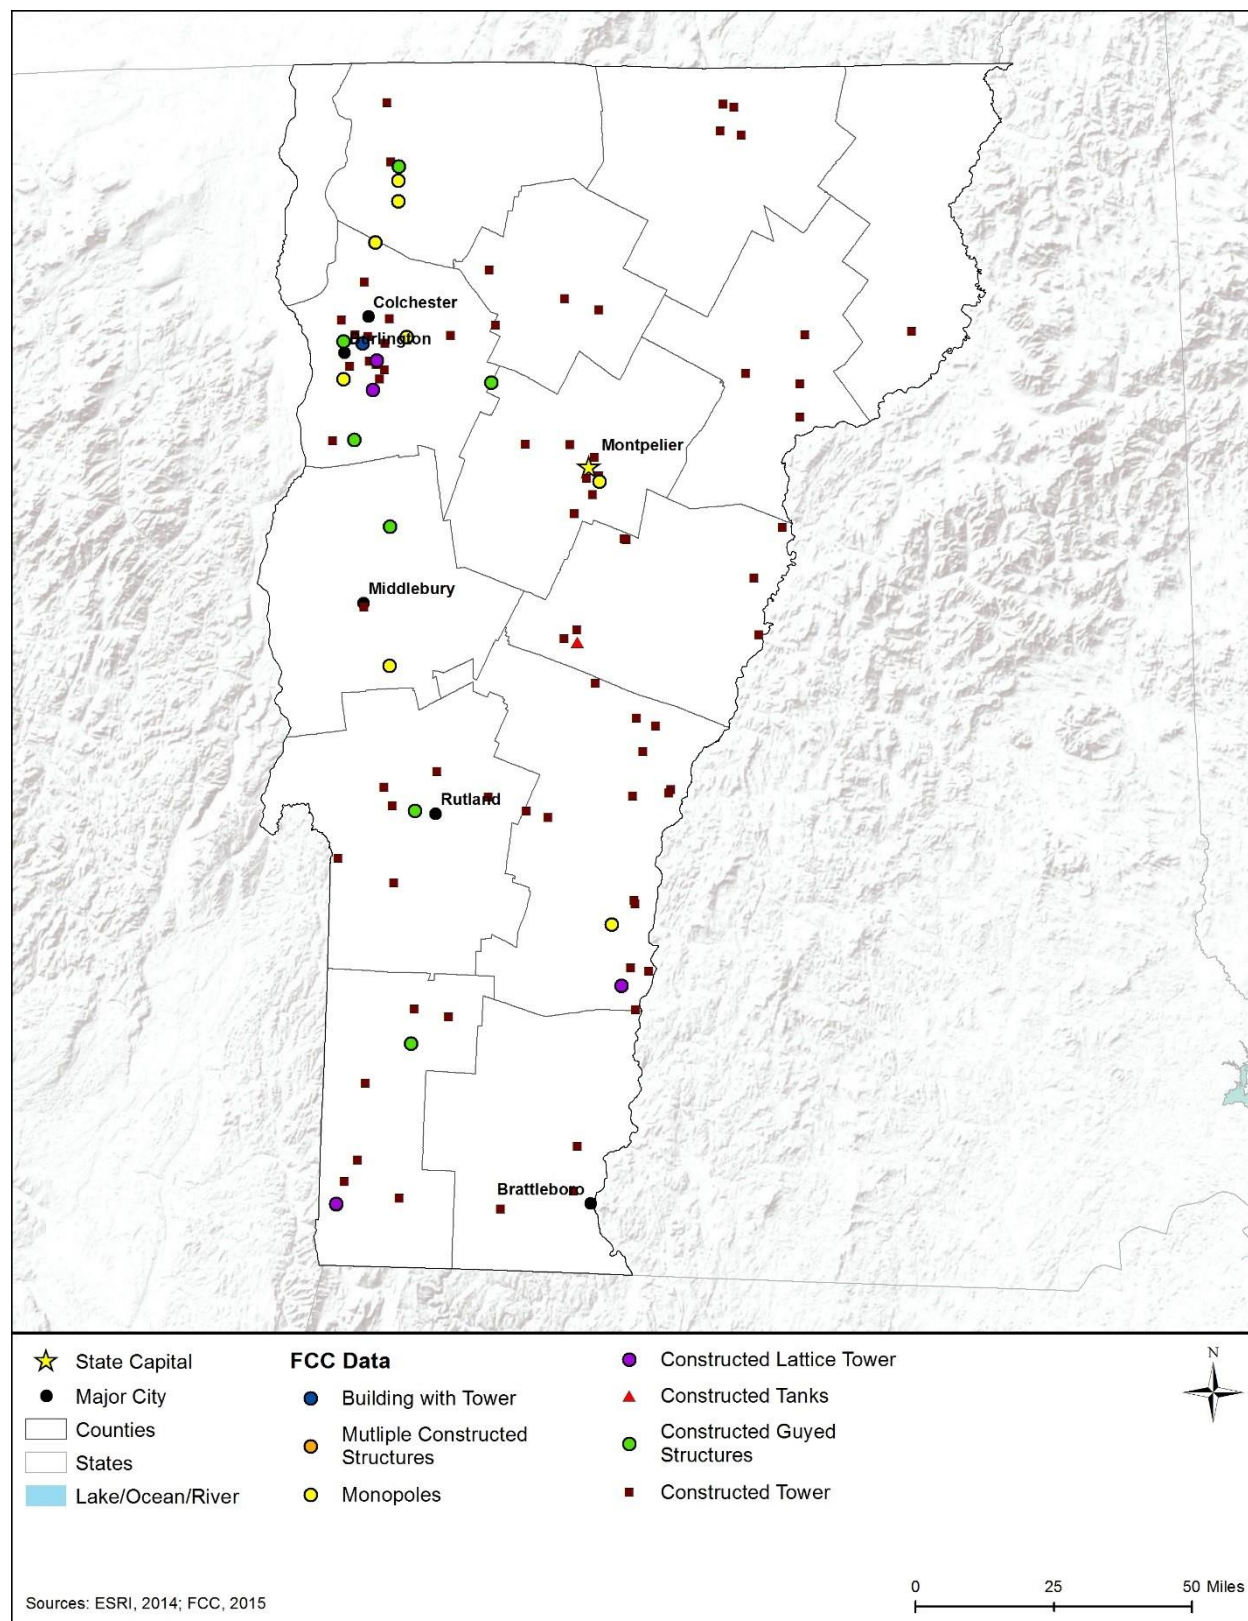 Colchester
Burlington
Montpelier
Middlebury
Rutland
Brattleboro
State Capital
Major City
Counties
States
Lake/Ocean/River
FCC Data
Building with Tower
Mutliple Constructed
Structures
Monopoles
Constructed Lattice Tower
Constructed Tanks
Constructed Guyed
Structures
Constructed Tower
N
Sources: ESRI, 2014; FCC, 2015
0 25 50 Miles